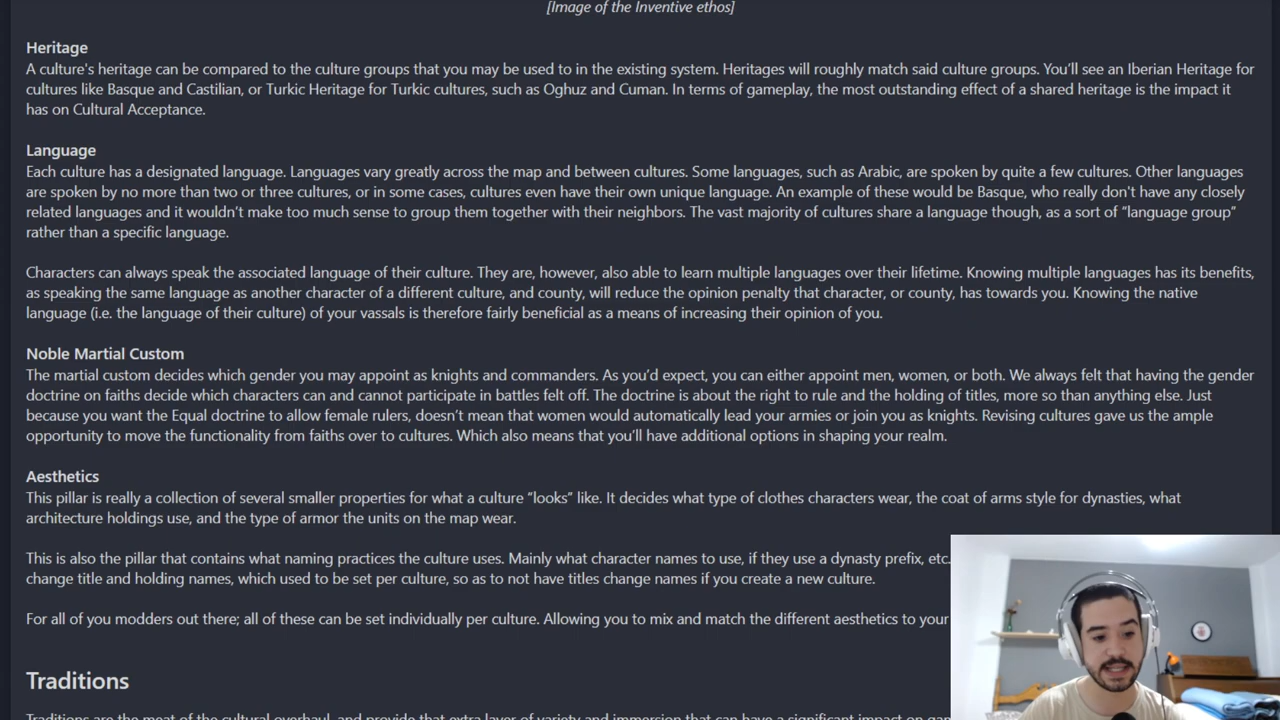 [Image of the Inventive ethos]
Heritage
A culture's heritage can be compared to the culture groups that you may be used to in the existing system. Heritages will roughly match said culture groups. You'll see an Iberian Heritage for
cultures like Basque and Castilian, or Turkic Heritage for Turkic cultures, such as Oghuz and Cuman. In terms of gameplay, the most outstanding effect of a shared heritage is the impact it
has on Cultural Acceptance.
Language
Each culture has a designated language. Languages vary greatly across the map and between cultures. Some languages, such as Arabic, are spoken by quite a few cultures. Other languages
are spoken by no more than two or three cultures, or in some cases, cultures even have their own unique language. An example of these would be Basque, who really don't have any closely
related languages and it wouldn't make too much sense to group them together with their neighbors. The vast majority of cultures share a language though, as a sort of “language group”
rather than a specific language.
Characters can always speak the associated language of their culture. They are, however, also able to learn multiple languages over their lifetime. Knowing multiple languages has its benefits,
as speaking the same language as another character of a different culture, and county, will reduce the opinion penalty that character, or county, has towards you. Knowing the native
language (i.e. the language of their culture) of your vassals is therefore fairly beneficial as a means of increasing their opinion of you.
Noble Martial Custom
The martial custom decides which gender you may appoint as knights and commanders. As you'd expect, you can either appoint men, women, or both. We always felt that having the gender
doctrine on faiths decide which characters can and cannot participate in battles felt off. The doctrine is about the right to rule and the holding of titles, more so than anything else. Just
because you want the Equal doctrine to allow female rulers, doesn't mean that women would automatically lead your armies or join you as knights. Revising cultures gave us the ample
opportunity to move the functionality from faiths over to cultures. Which also means that you'll have additional options in shaping your realm.
Aesthetics
This pillar is really a collection of several smaller properties for what a culture “looks” like. It decides what type of clothes characters wear, the coat of arms style for dynasties, what
architecture holdings use, and the type of armor the units on the map wear.
This is also the pillar that contains what naming practices the culture uses. Mainly what character names to use, if they use a dynasty prefix, etc.
change title and holding names, which used to be set per culture, so as to not have titles change names if you create a new culture.
For all of you modders out there; all of these can be set individually per culture. Allowing you to mix and match the different aesthetics to your
Traditions
Traditions are the meat of the cultural overhaul, and provide that extra layer of variety and immersion that can have a significant impact on